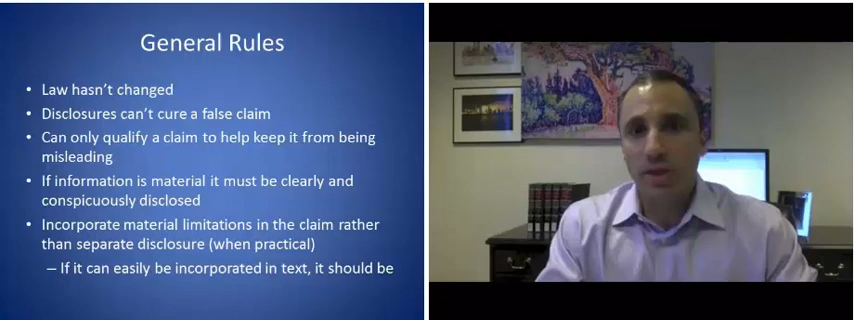 General Rules
• Law hasn't changed
• Disclosures can't cure a false claim
• Can only qualify a claim to help keep it from being
misleading
• If information is material it must be clearly and
conspicuously disclosed
• Incorporate material limitations in the claim rather
than separate disclosure (when practical)
– If it can easily be incorporated in text, it should be